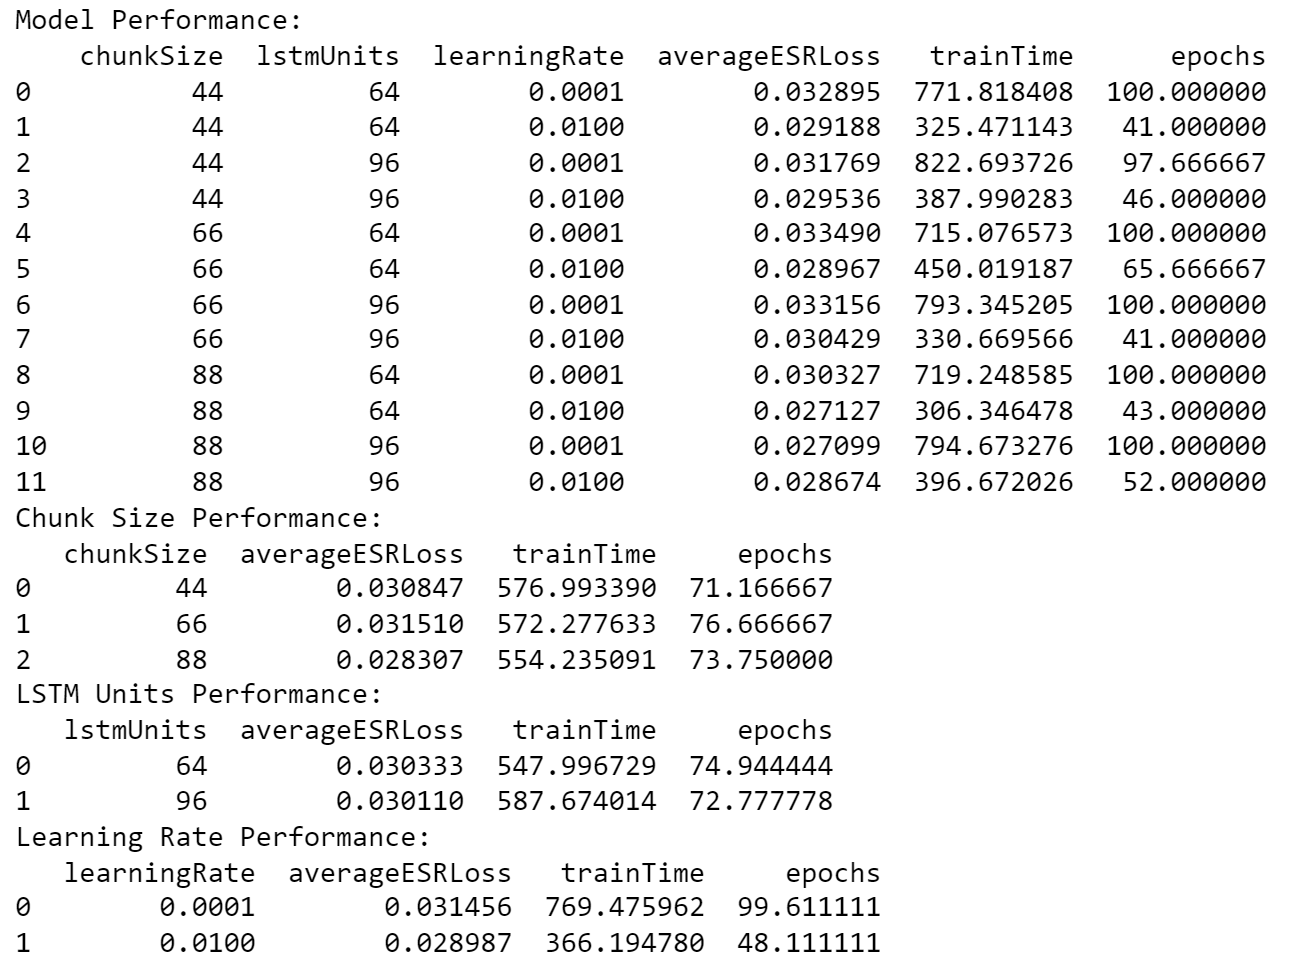 Model Performance:
    chunkSize  lstmUnits  learningRate  averageESRLoss   trainTime      epochs
0          44         64        0.0001        0.032895  771.818408  100.000000
1          44         64        0.0100        0.029188  325.471143   41.000000
2          44         96        0.0001        0.031769  822.693726   97.666667
3          44         96        0.0100        0.029536  387.990283   46.000000
4          66         64        0.0001        0.033490  715.076573  100.000000
5          66         64        0.0100        0.028967  450.019187   65.666667
6          66         96        0.0001        0.033156  793.345205  100.000000
7          66         96        0.0100        0.030429  330.669566   41.000000
8          88         64        0.0001        0.030327  719.248585  100.000000
9          88         64        0.0100        0.027127  306.346478   43.000000
10         88         96        0.0001        0.027099  794.673276  100.000000
11         88         96        0.0100        0.028674  396.672026   52.000000
Chunk Size Performance:
   chunkSize  averageESRLoss   trainTime     epochs
0         44        0.030847  576.993390  71.166667
1         66        0.031510  572.277633  76.666667
2         88        0.028307  554.235091  73.750000
LSTM Units Performance:
   lstmUnits  averageESRLoss   trainTime     epochs
0         64        0.030333  547.996729  74.944444
1         96        0.030110  587.674014  72.777778
Learning Rate Performance:
   learningRate  averageESRLoss   trainTime     epochs
0        0.0001        0.031456  769.475962  99.611111
1        0.0100        0.028987  366.194780  48.111111